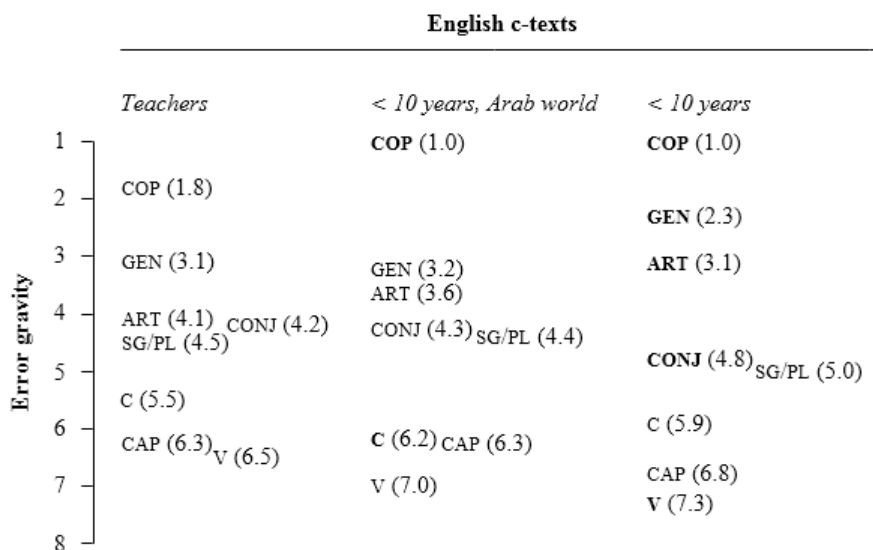 English c-texts
Teachers
< 10 years, Arab world
< 10 years
Error gravity
1
COP (1.0)
COP (1.0)
COP (1.8)
2
GEN (2.3)
3
GEN (3.1)
GEN (3.2)
ART (3.1)
ART (3.6)
4
ART (4.1) CONJ (4.2)
CONJ (4.3) SG/PL (4.4)
SG/PL (4.5)
CONJ (4.8) SG/PL (5.0)
5
C (5.5)
C (5.9)
6
CAP (6.3) V (6.5)
C (6.2) CAP (6.3)
CAP (6.8)
7
V (7.0)
V (7.3)
8